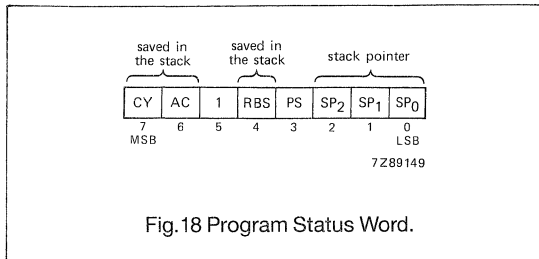 saved in
the stack
saved in
the stack
stack pointer
CY AC 1 RBS PS SP2 SP1 SP0
7 6 5 4 3 2 1 0
MSB LSB
7Z89149
Fig.18 Program Status Word.